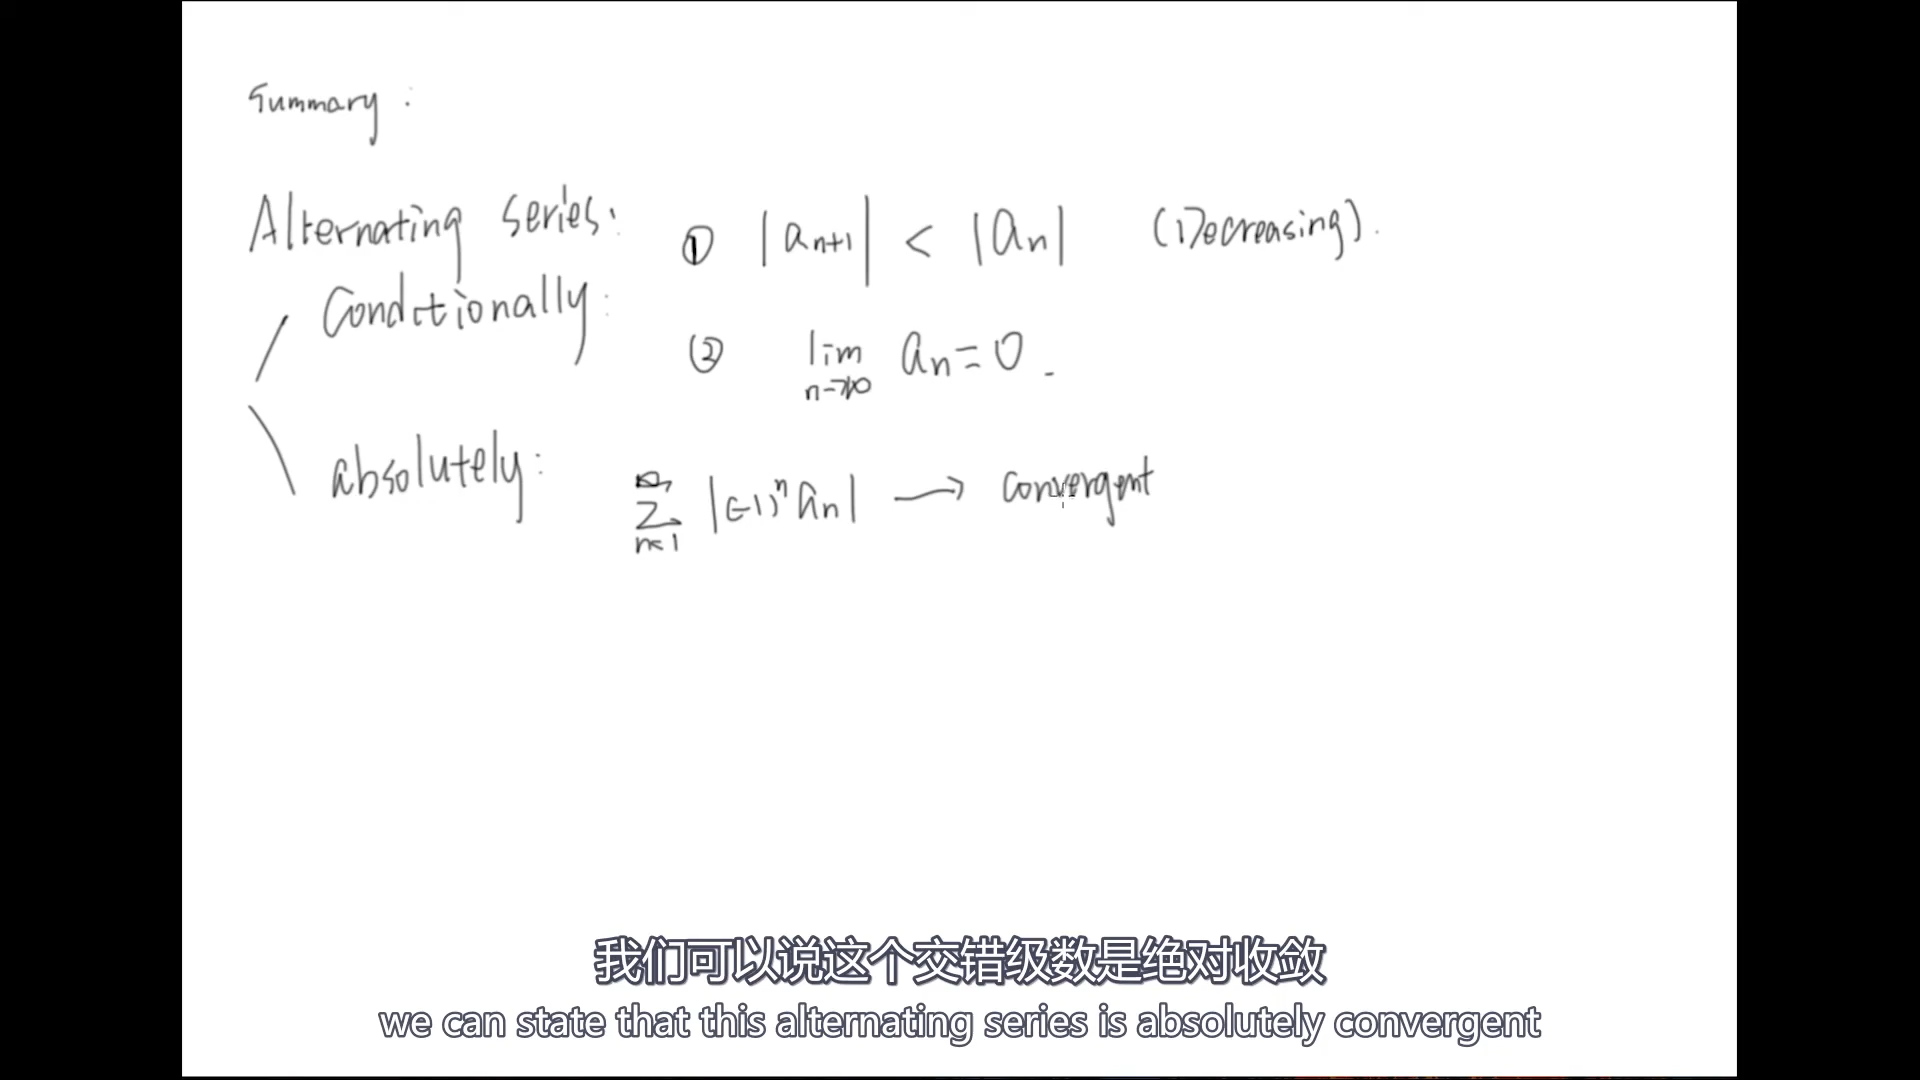 Summary:
Alternating series: ① |aₙ₊₁| < |aₙ| (Decreasing).
Conditionally:
② lim aₙ = 0.
n→∞
absolutely: ∞
∑ |(-1)ⁿ aₙ| → convergent
n=1
我们可以说这个交错级数是绝对收敛
we can state that this alternating series is absolutely convergent